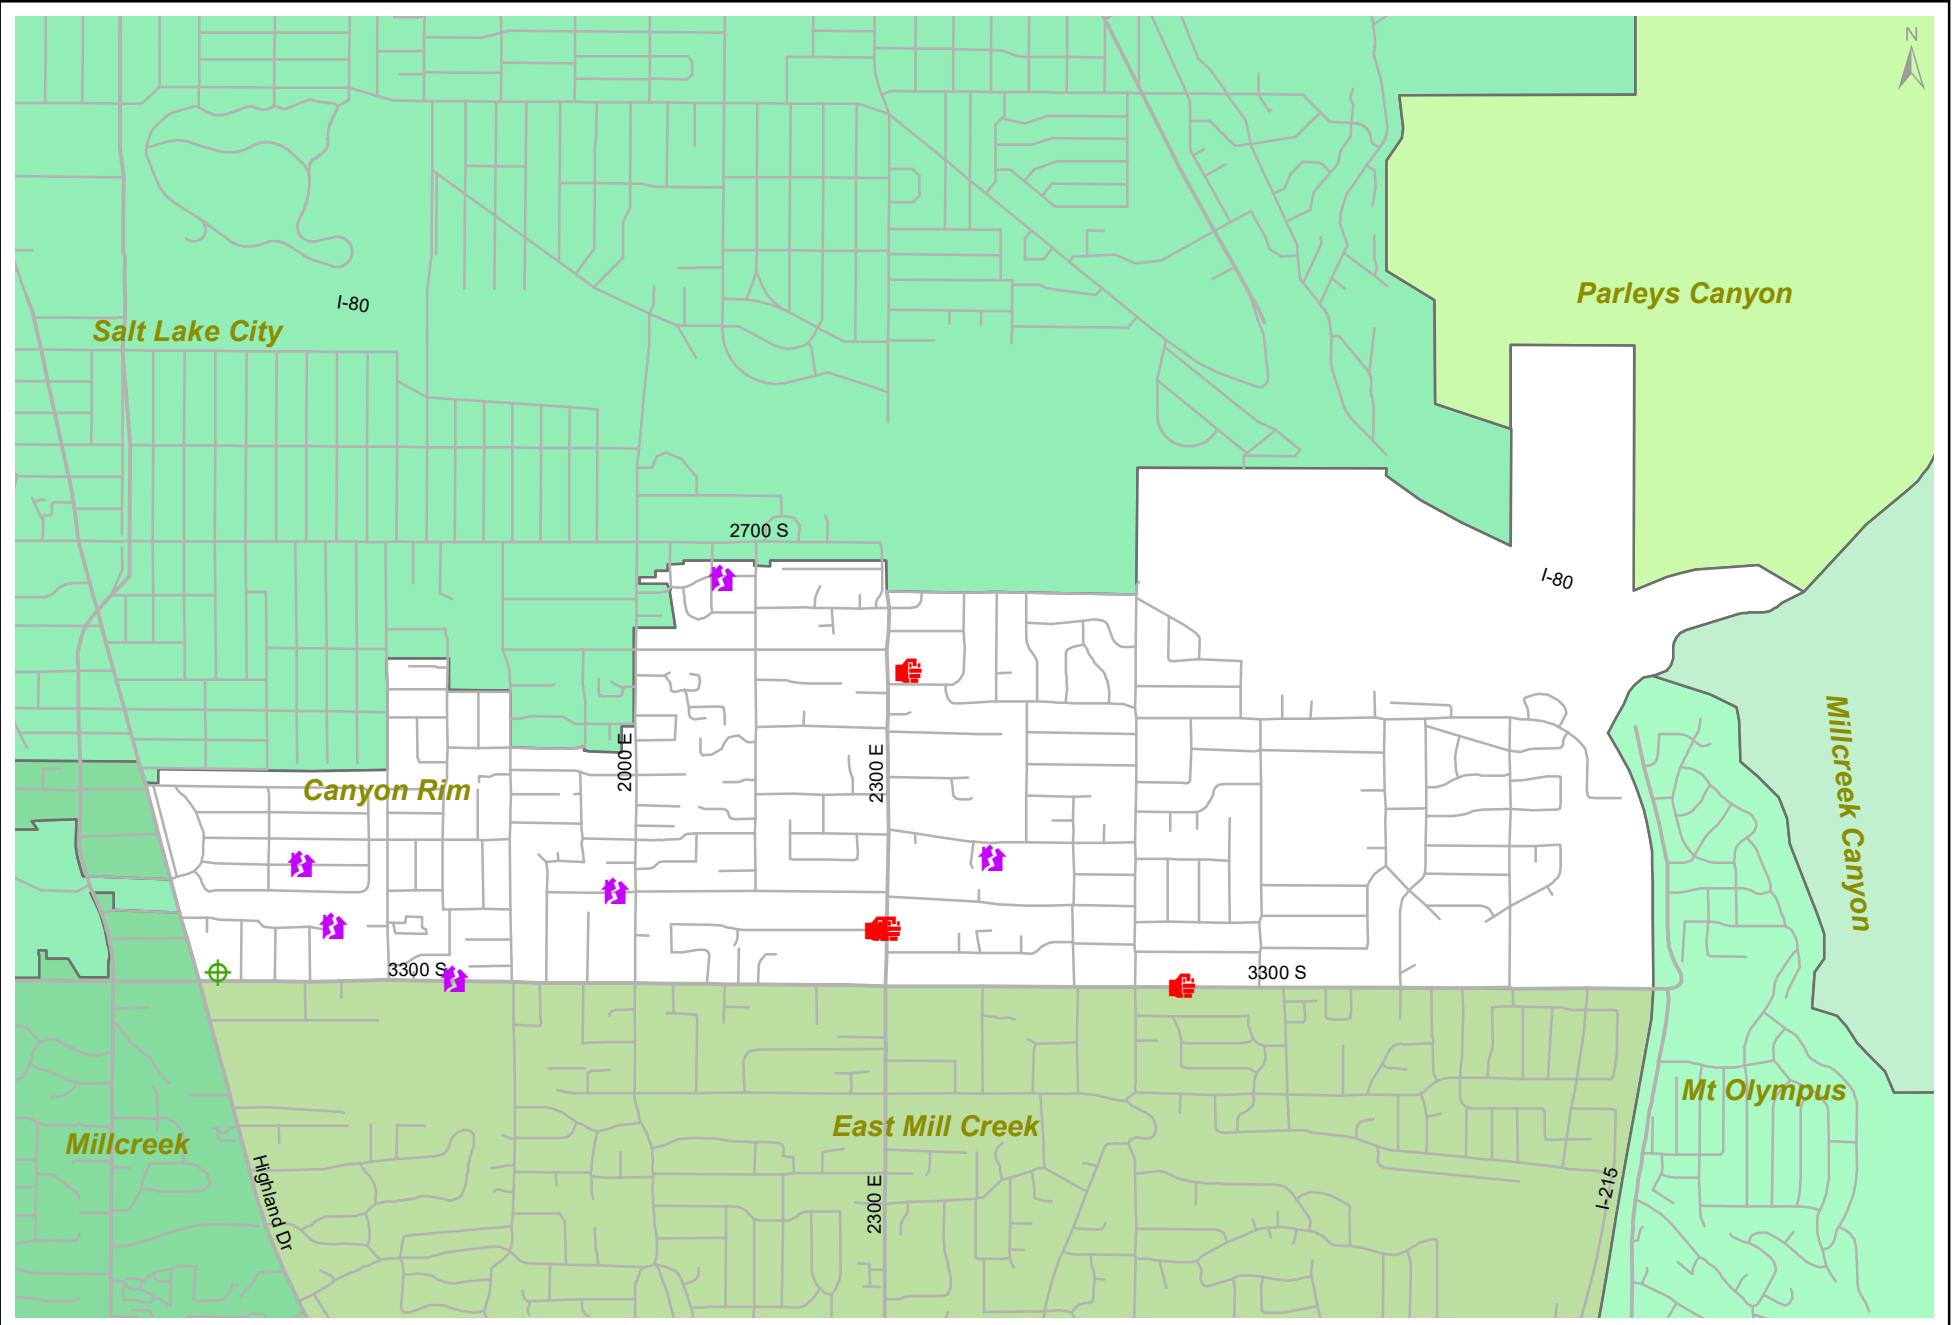 N
Parleys Canyon
I-80
Salt Lake City
2700 S
I-80
Millcreek Canyon
2000 E
2300 E
Canyon Rim
3300 S
3300 S
Mt Olympus
East Mill Creek
Millcreek
Highland Dr
2300 E
I-215